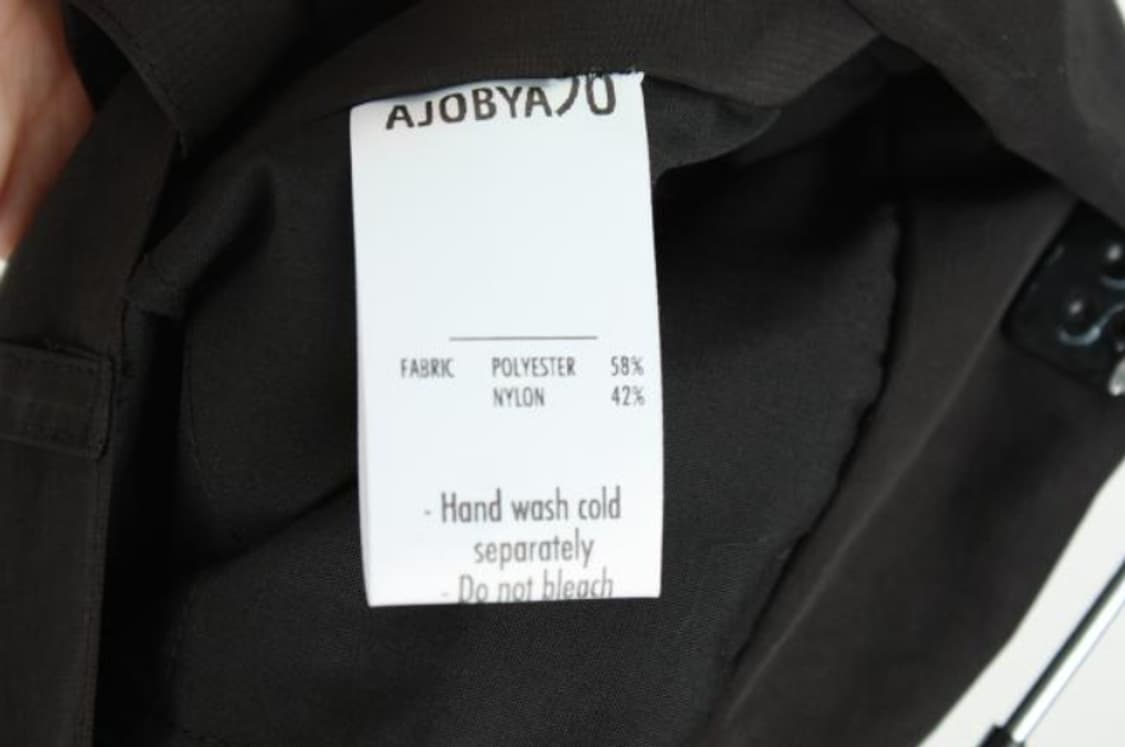 AJOBYAJO
FABRIC POLYESTER 58%
NYLON 42%
- Hand wash cold
separately
- Do not bleach